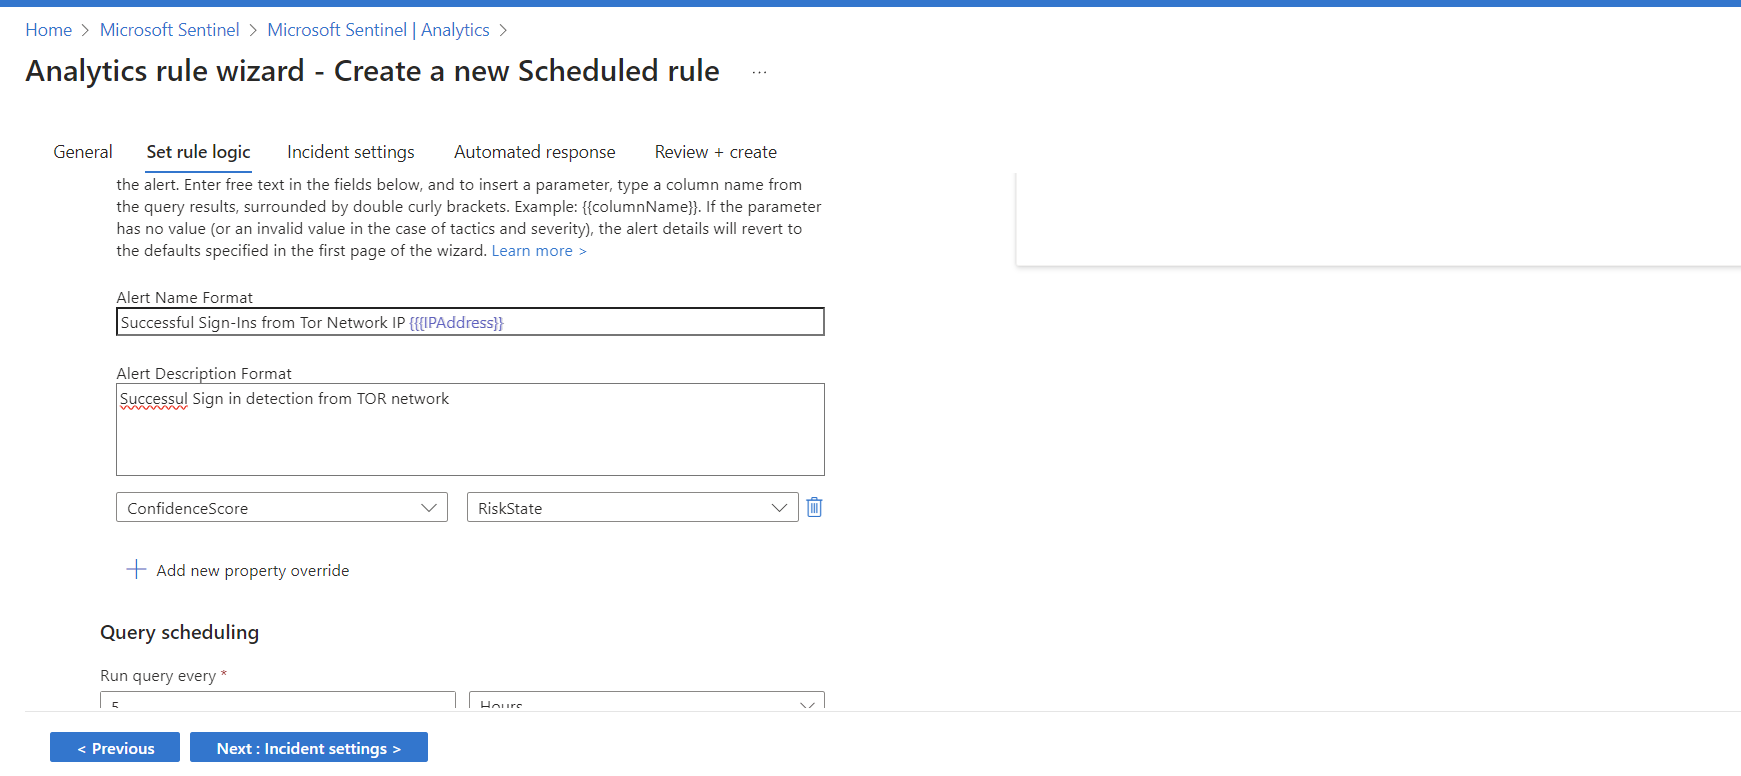 Home > Microsoft Sentinel > Microsoft Sentinel | Analytics >
Analytics rule wizard - Create a new Scheduled rule ...
General Set rule logic Incident settings Automated response Review + create
the alert. Enter free text in the fields below, and to insert a parameter, type a column name from
the query results, surrounded by double curly brackets. Example: {{columnName}}. If the parameter
has no value (or an invalid value in the case of tactics and severity), the alert details will revert to
the defaults specified in the first page of the wizard. Learn more >
Alert Name Format
Successful Sign-Ins from Tor Network IP {{{IPAddress}}
Alert Description Format
Successul Sign in detection from TOR network
ConfidenceScore RiskState
+ Add new property override
Query scheduling
Run query every *
5 Hours
< Previous Next : Incident settings >